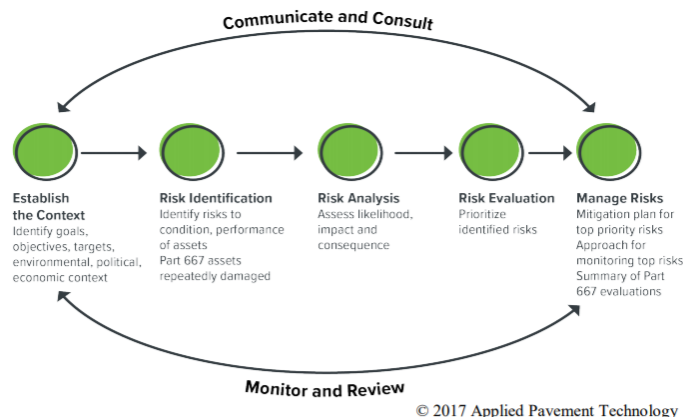 Communicate and Consult
Establish
the Context
Identify goals,
objectives, targets,
environmental, political,
economic context
Risk Identification
Identify risks to
condition, performance
of assets
Part 667 assets
repeatedly damaged
Risk Analysis
Assess likelihood,
impact and
consequence
Risk Evaluation
Prioritize
identified risks
Manage Risks
Mitigation plan for
top priority risks
Approach for
monitoring top risks
Summary of Part
667 evaluations
Monitor and Review
© 2017 Applied Pavement Technology